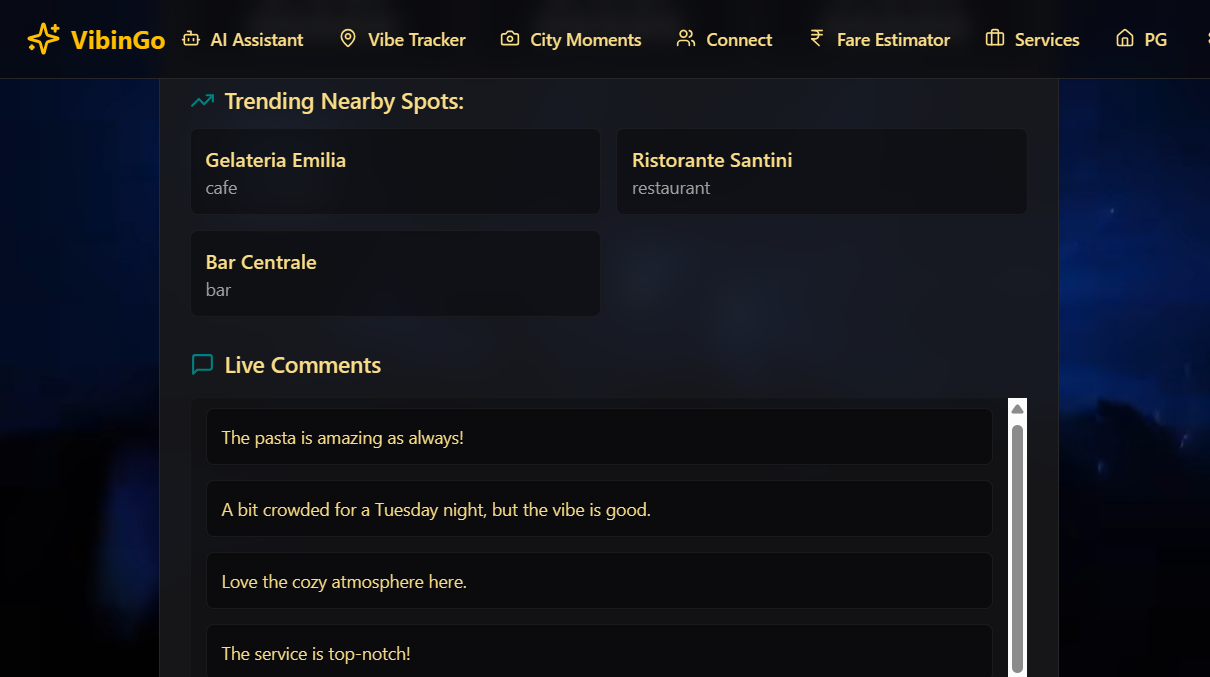 VibinGo AI Assistant Vibe Tracker City Moments Connect ₹ Fare Estimator Services PG
Trending Nearby Spots:
Gelateria Emilia
cafe
Ristorante Santini
restaurant
Bar Centrale
bar
Live Comments
The pasta is amazing as always!
A bit crowded for a Tuesday night, but the vibe is good.
Love the cozy atmosphere here.
The service is top-notch!